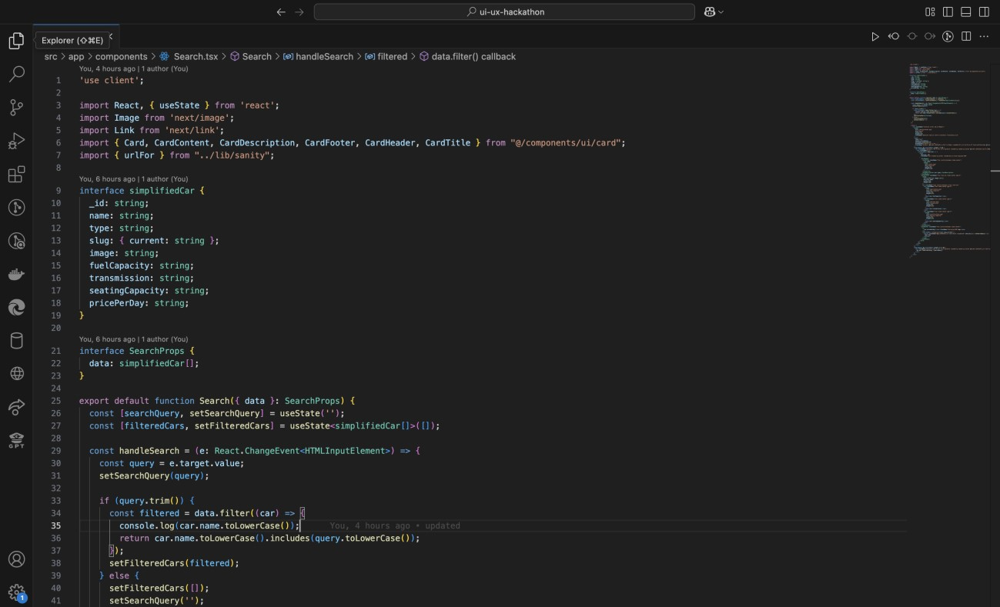 ui-ux-hackathon
Explorer (⇧⌘E)
src > app > components > Search.tsx > Search > handleSearch > filtered > data.filter() callback
You, 4 hours ago | 1 author (You)
1 'use client';
2
3 import React, { useState } from 'react';
4 import Image from 'next/image';
5 import Link from 'next/link';
6 import { Card, CardContent, CardDescription, CardFooter, CardHeader, CardTitle } from "@/components/ui/card";
7 import { urlFor } from "../lib/sanity";
8
You, 6 hours ago | 1 author (You)
9 interface simplifiedCar {
10 _id: string;
11 name: string;
12 type: string;
13 slug: { current: string };
14 image: string;
15 fuelCapacity: string;
16 transmission: string;
17 seatingCapacity: string;
18 pricePerDay: string;
19 }
20
You, 6 hours ago | 1 author (You)
21 interface SearchProps {
22 data: simplifiedCar[];
23 }
24
25 export default function Search({ data }: SearchProps) {
26 const [searchQuery, setSearchQuery] = useState('');
27 const [filteredCars, setFilteredCars] = useState<simplifiedCar[]>([]);
28
29 const handleSearch = (e: React.ChangeEvent<HTMLInputElement>) => {
30 const query = e.target.value;
31 setSearchQuery(query);
32
33 if (query.trim()) {
34 const filtered = data.filter((car) => {
35 console.log(car.name.toLowerCase()); You, 4 hours ago • updated
36 return car.name.toLowerCase().includes(query.toLowerCase());
37 });
38 setFilteredCars(filtered);
39 } else {
40 setFilteredCars([]);
41 setSearchQuery('');
GPT
1